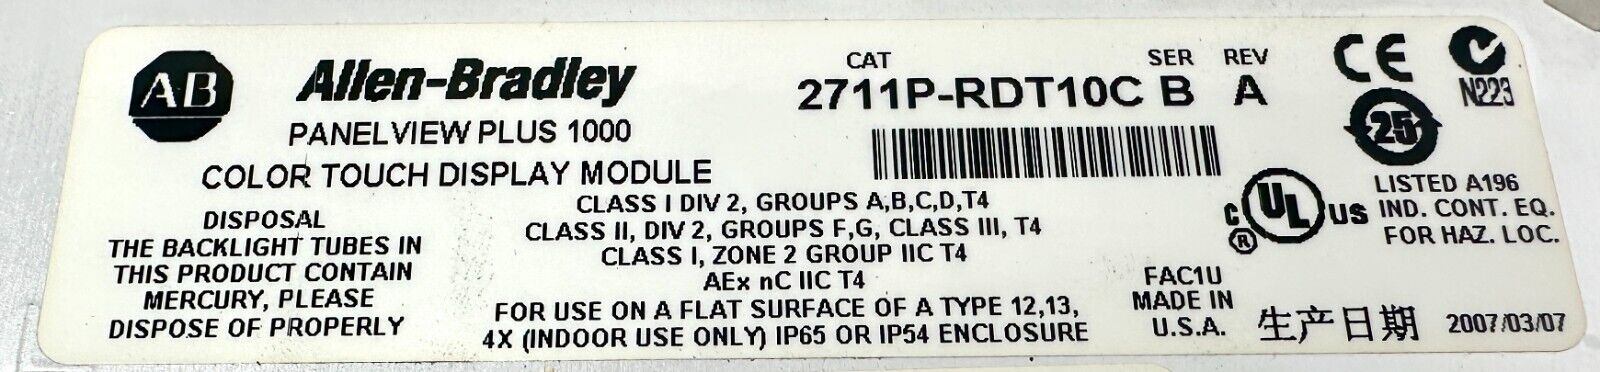 AB
Allen-Bradley
PANELVIEW PLUS 1000
COLOR TOUCH DISPLAY MODULE
CAT SER REV
2711P-RDT10C B A
CE
N223
25
DISPOSAL
THE BACKLIGHT TUBES IN
THIS PRODUCT CONTAIN
MERCURY, PLEASE
DISPOSE OF PROPERLY
CLASS I DIV 2, GROUPS A,B,C,D,T4
CLASS II, DIV 2, GROUPS F,G, CLASS III, T4
CLASS I, ZONE 2 GROUP IIC T4
AEx nC IIC T4
FOR USE ON A FLAT SURFACE OF A TYPE 12,13,
4X (INDOOR USE ONLY) IP65 OR IP54 ENCLOSURE
C UL US
®
LISTED A196
IND. CONT. EQ.
FOR HAZ. LOC.
FAC1U
MADE IN
U.S.A.
生产日期 2007/03/07